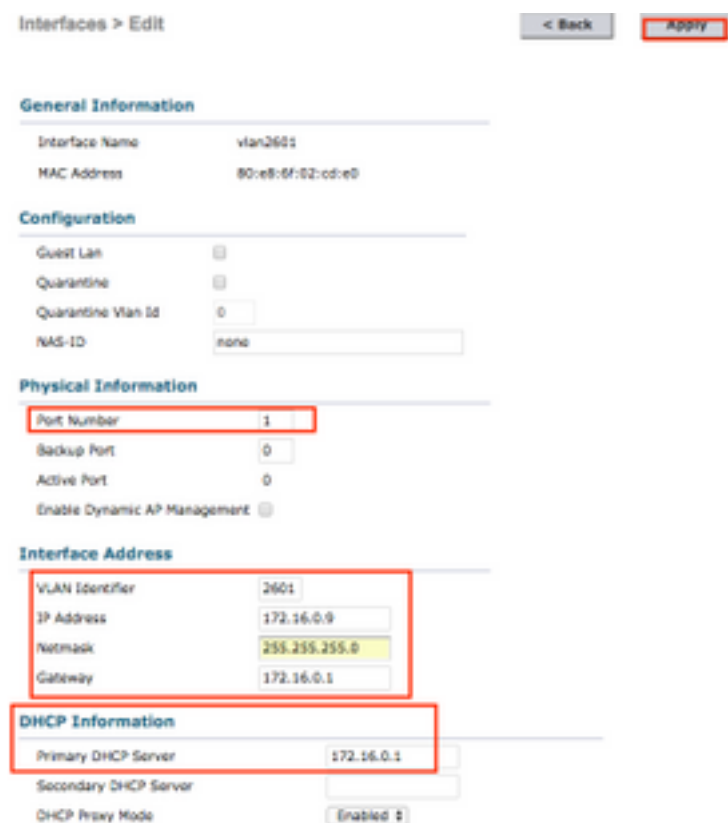 Interfaces > Edit
< Back
Apply
General Information
Interface Name vlan2601
MAC Address 80:e8:6f:02:cd:e0
Configuration
Guest Lan
Quarantine
Quarantine Vlan Id 0
NAS-ID none
Physical Information
Port Number 1
Backup Port 0
Active Port 0
Enable Dynamic AP Management
Interface Address
VLAN Identifier 2601
IP Address 172.16.0.9
Netmask 255.255.255.0
Gateway 172.16.0.1
DHCP Information
Primary DHCP Server 172.16.0.1
Secondary DHCP Server
DHCP Proxy Mode Enabled